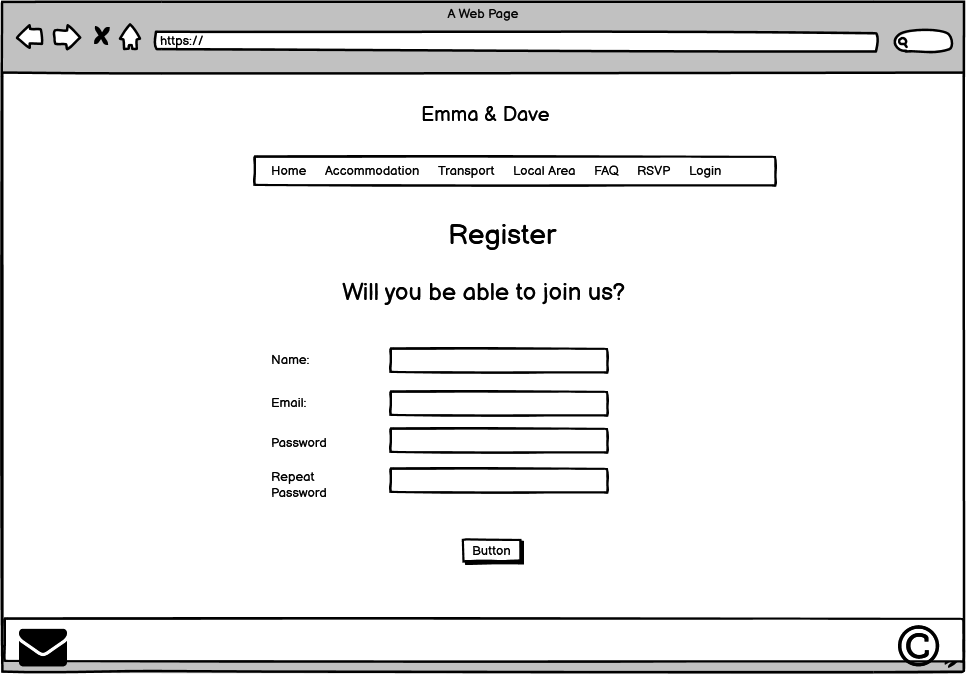 A Web Page
https://
Emma & Dave
Home Accommodation Transport Local Area FAQ RSVP Login
Register
Will you be able to join us?
Name:
Email:
Password
Repeat
Password
Button
©